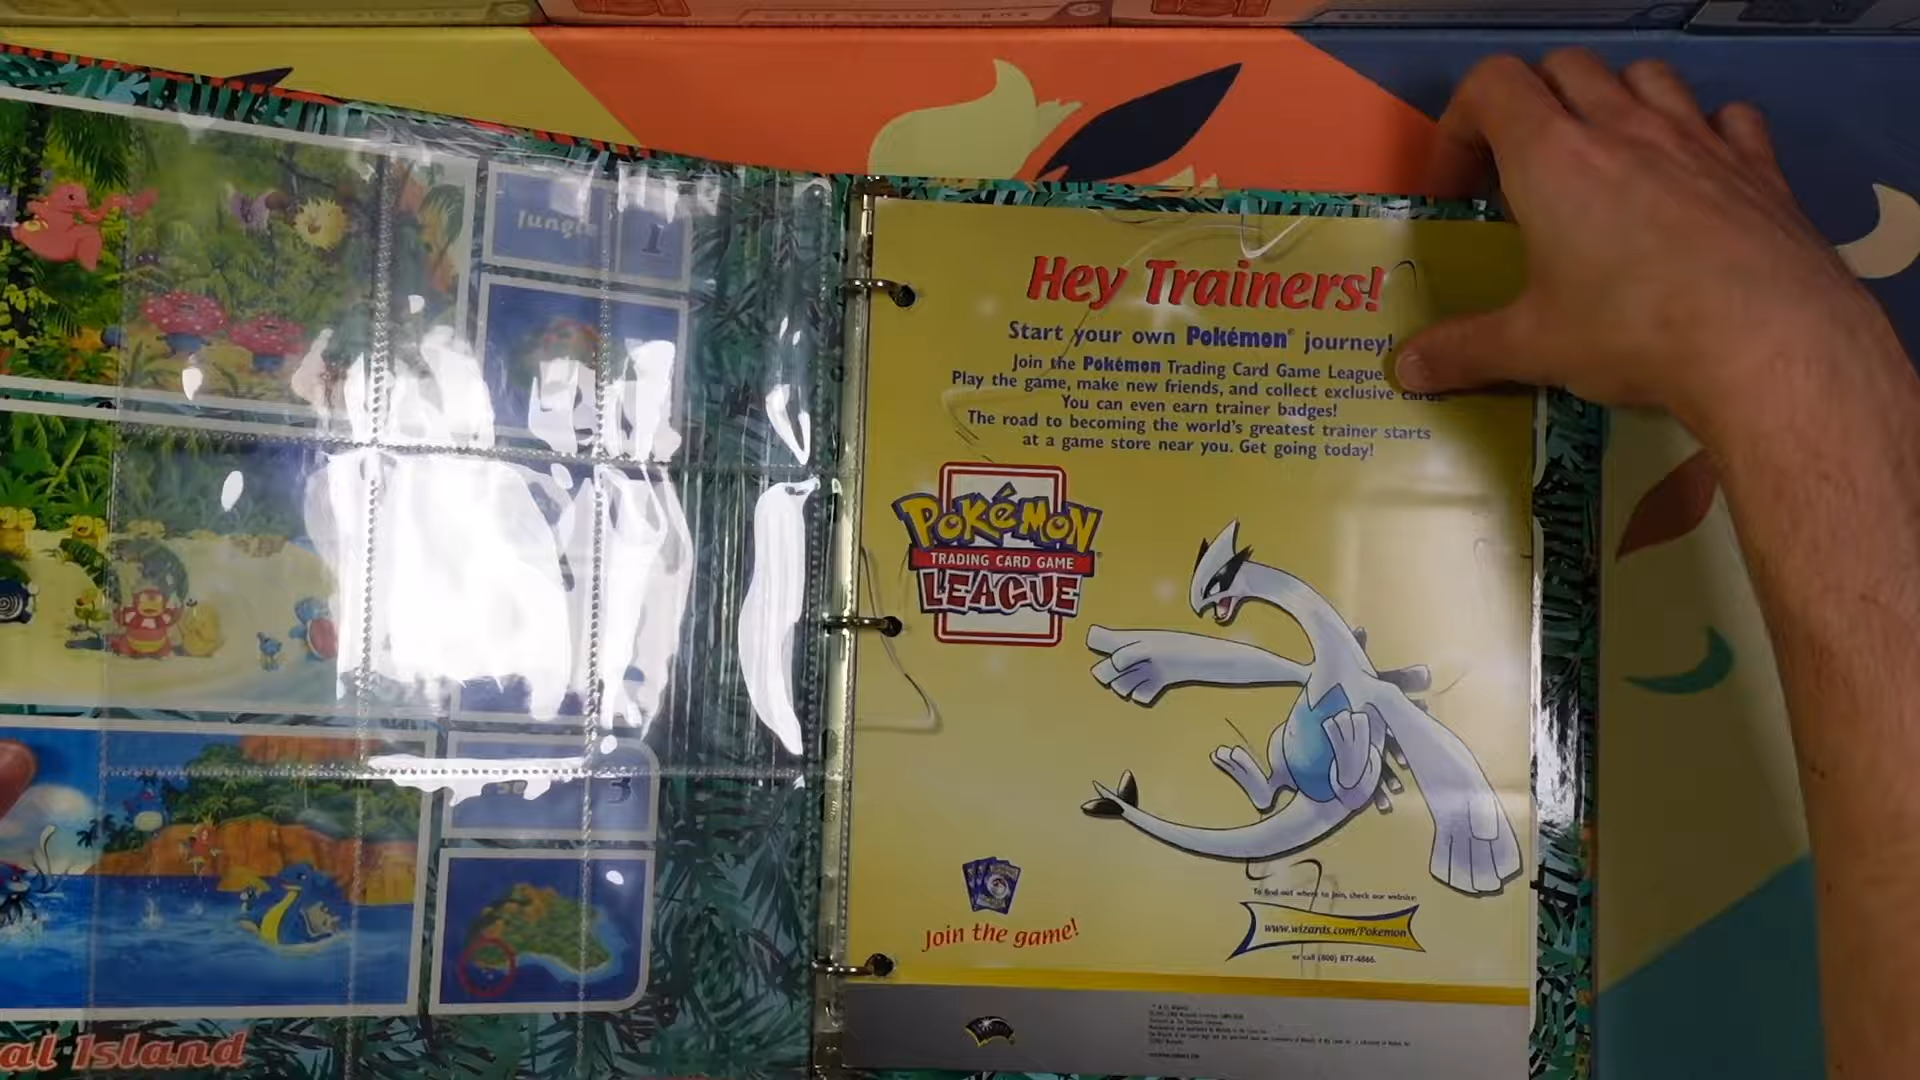 Jungle
1
3
al Island
Hey Trainers!
Start your own Pokémon® journey!
Join the Pokémon Trading Card Game League.
Play the game, make new friends, and collect exclusive
You can even earn trainer badges!
The road to becoming the world's greatest trainer starts
at a game store near you. Get going today!
POKéMON
TRADING CARD GAME
LEAGUE
Join the game!
To find out where to join, check our website:
www.wizards.com/Pokemon
or call (800) 877-4866.